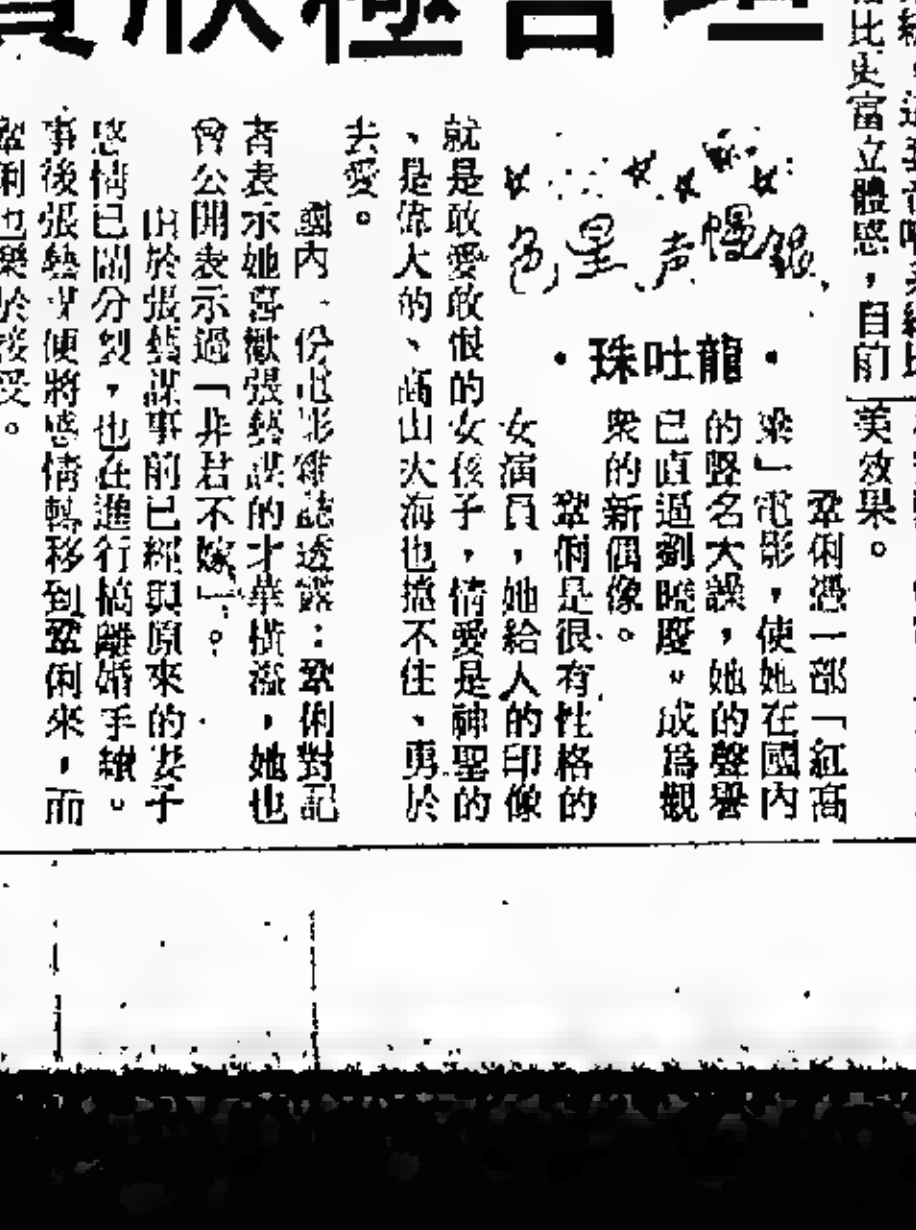 比
更富立體感，自前
美效果。
銀幔声星色
·龍吐珠·
鞏俐憑一部「紅高
粱」電影，使她在國內
的聲名大譟，她的聲譽
已直逼劉曉慶。成爲觀
衆的新偶像。
鞏俐是很有性格的
女演員，她給人的印像
就是敢愛敢恨的女孩子，情愛是神聖的
、是偉大的、高山大海也擋不住、勇於
去愛。
國內一份電影雜誌透露：鞏俐對記
者表示她喜歡張藝謀的才華橫溢，她也
曾公開表示過「非君不嫁」。
由於張藝謀事前已經與原來的妻子
感情已鬧分裂，也在進行搞離婚手續。
事後張藝才便將感情轉移到鞏俐來，而
鞏俐也樂於接受。